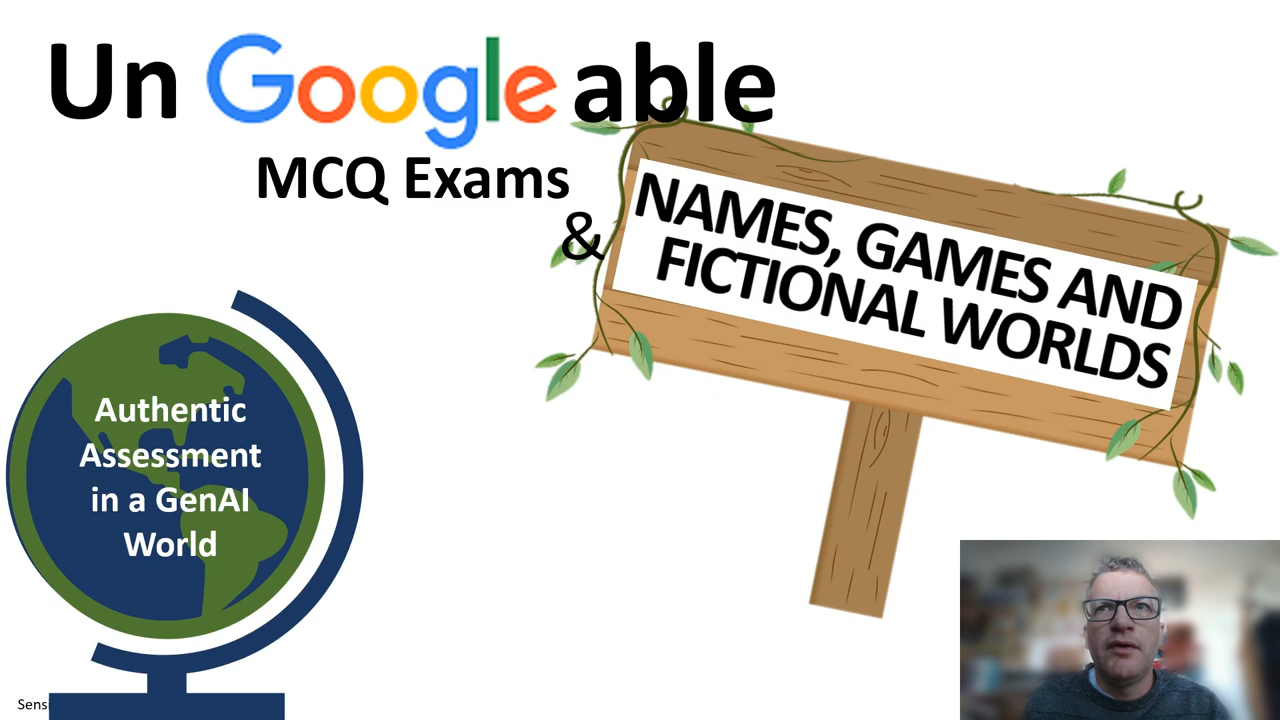 Un Google able
MCQ Exams
&
NAMES, GAMES AND
FICTIONAL WORLDS
Authentic
Assessment
in a GenAI
World